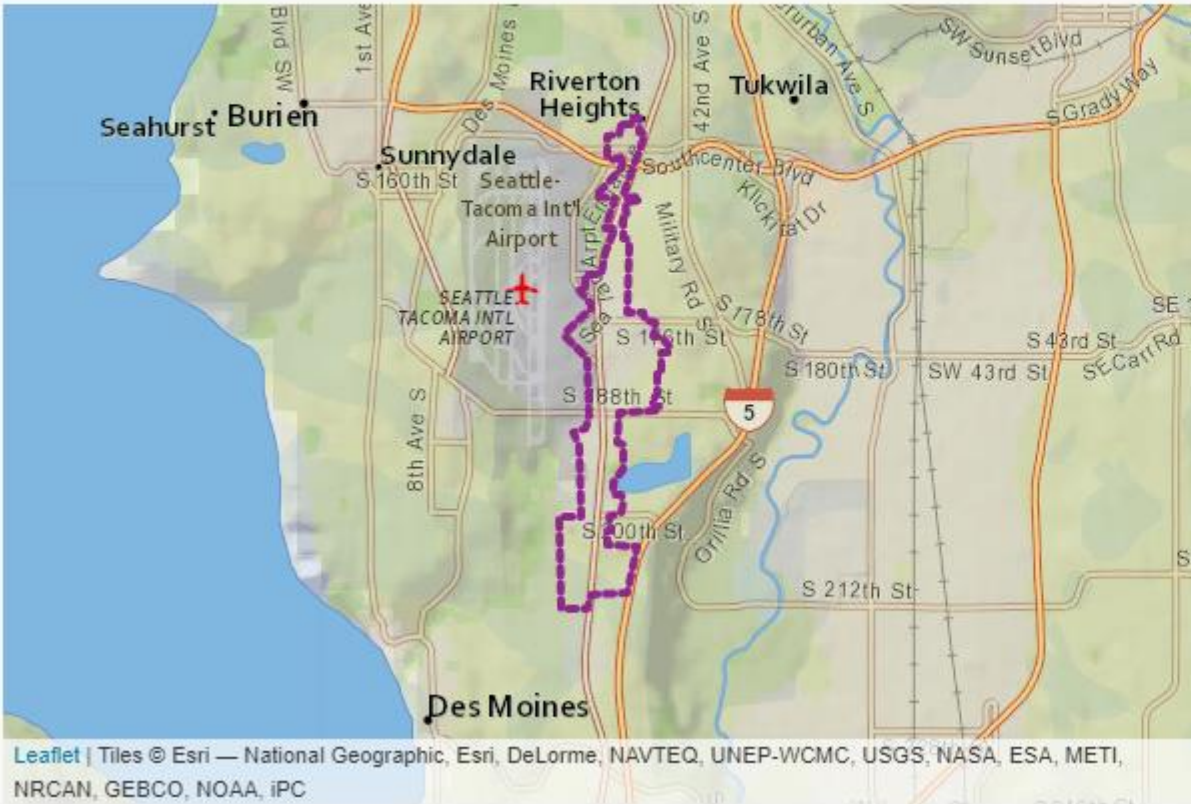 Blvd SW
1st Ave
Des Moines
42nd Ave S
SW Sunset Blvd
S Grady Way
Riverton
Heights
Tukwila
Seahurst
Burien
Sunnydale
S 160th St
Southcenter Blvd
Klickitat Dr
Seattle-
Tacoma Int'l
Airport
Military Rd S
SEATTLE
TACOMA INTL
AIRPORT
S 178th St
SE
S 43rd St
SE Carr Rd
S 180th St
SW 43rd St
S 188th St
5
8th Ave S
Orillia Rd S
S 200th St
S 212th St
S
Des Moines
Leaflet | Tiles © Esri — National Geographic, Esri, DeLorme, NAVTEQ, UNEP-WCMC, USGS, NASA, ESA, METI,
NRCAN, GEBCO, NOAA, iPC